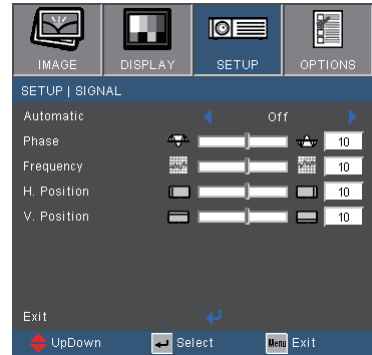 IMAGE DISPLAY SETUP OPTIONS
SETUP | SIGNAL
Automatic Off
Phase 10
Frequency 10
H. Position 10
V. Position 10
Exit
UpDown Select Menu Exit